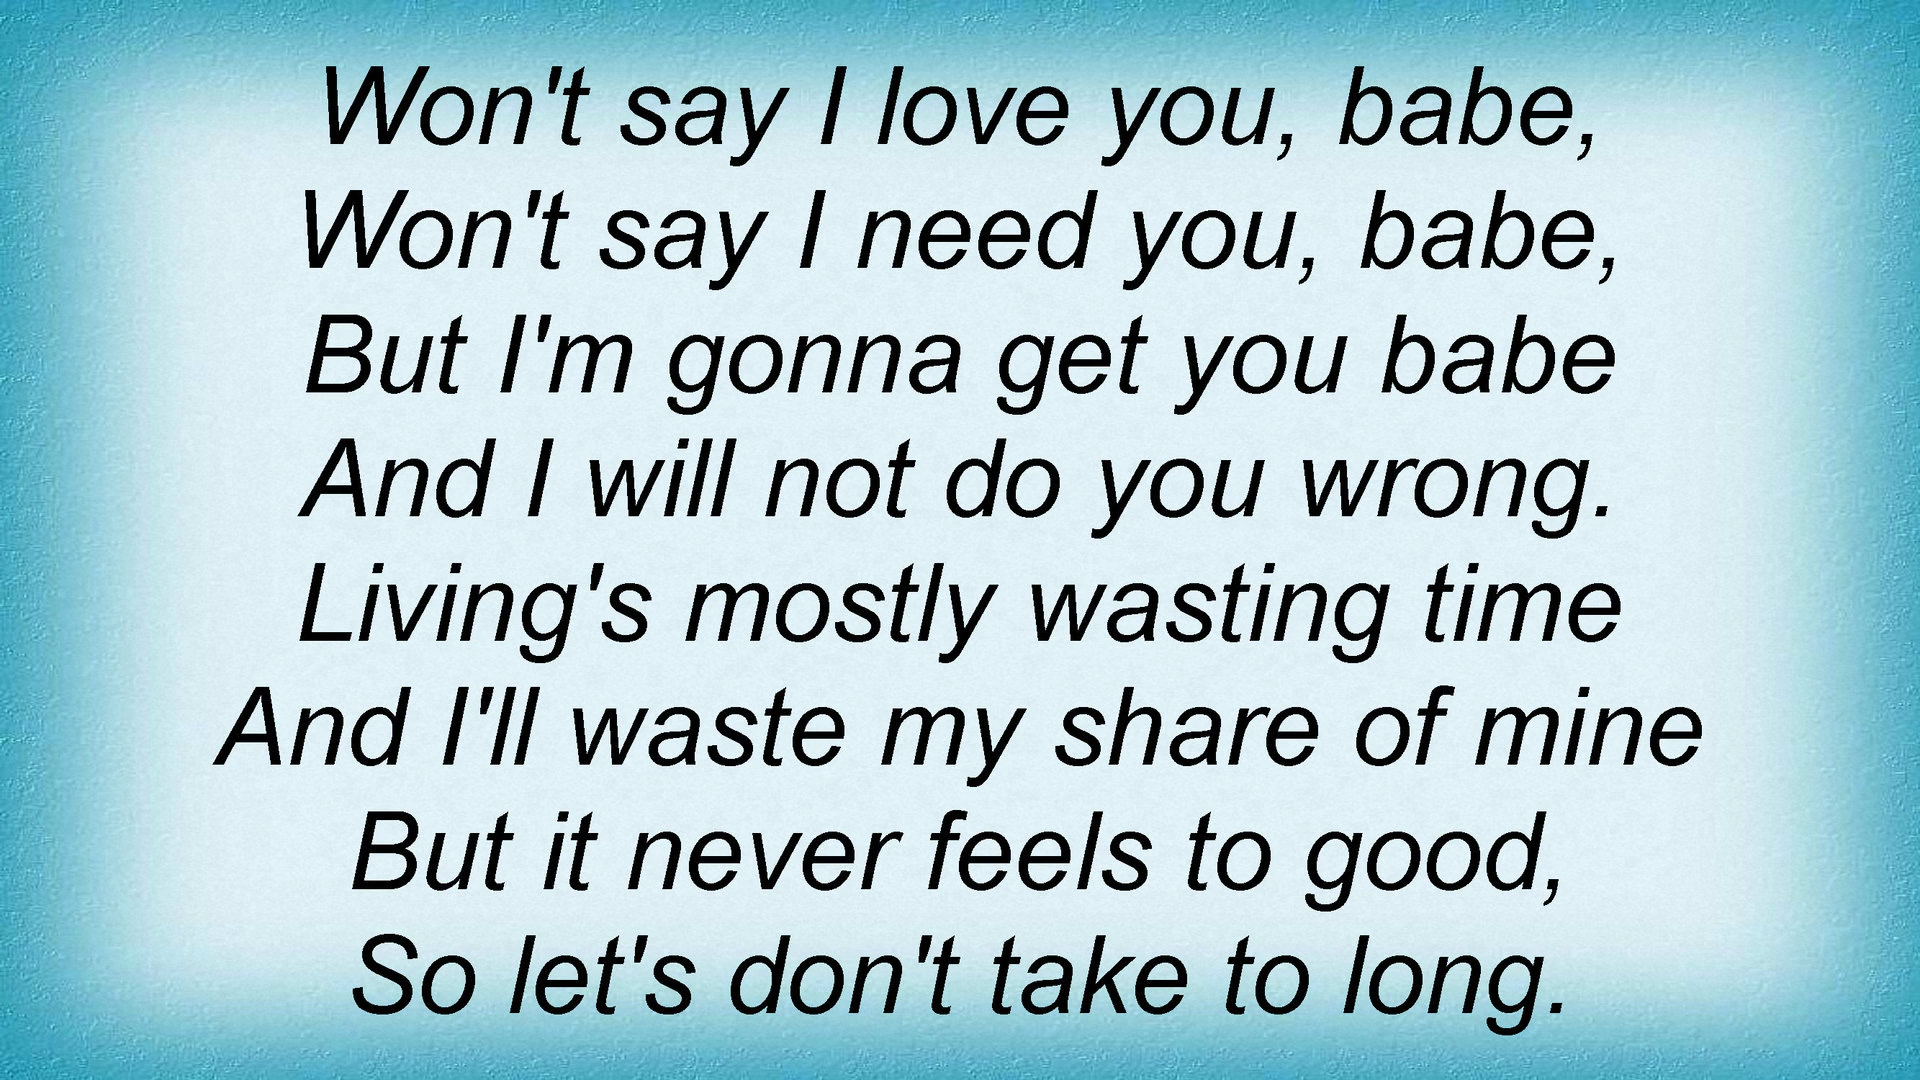 Won't say I love you, babe,
Won't say I need you, babe,
But I'm gonna get you babe
And I will not do you wrong.
Living's mostly wasting time
And I'll waste my share of mine
But it never feels to good,
So let's don't take to long.